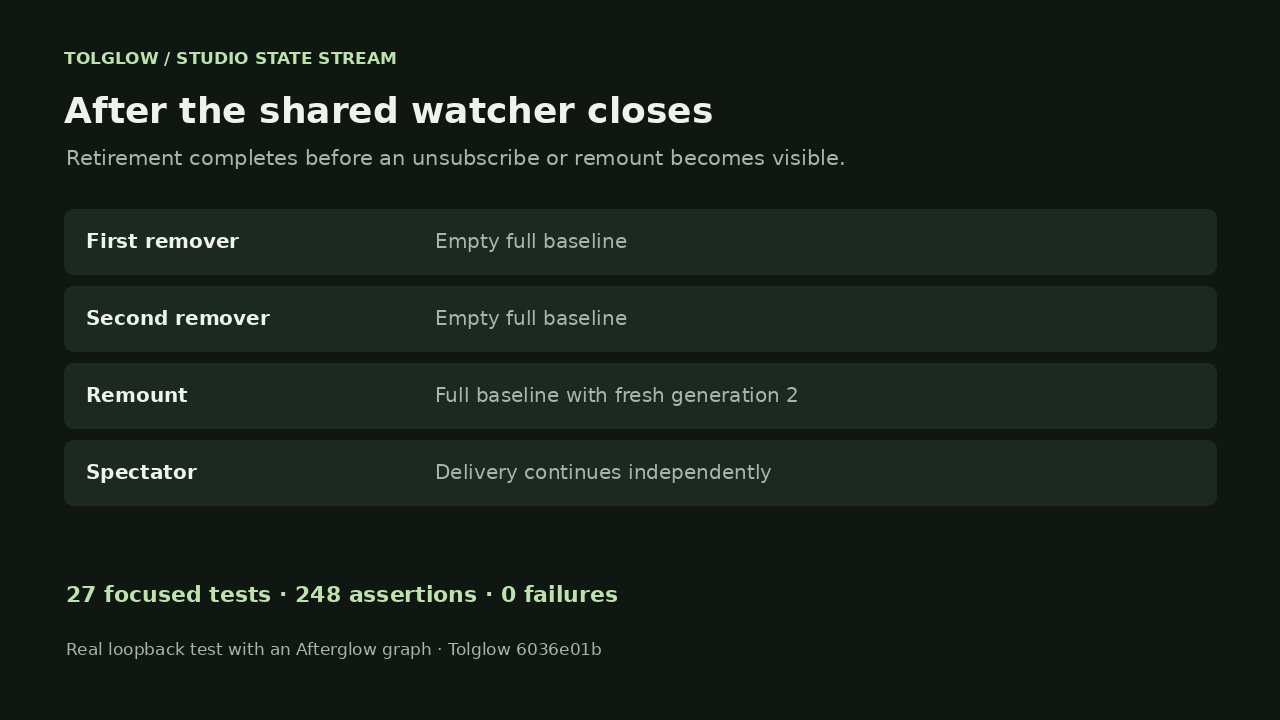 TOLGLOW / STUDIO STATE STREAM
After the shared watcher closes
Retirement completes before an unsubscribe or remount becomes visible.
First remover Empty full baseline
Second remover Empty full baseline
Remount Full baseline with fresh generation 2
Spectator Delivery continues independently
27 focused tests · 248 assertions · 0 failures
Real loopback test with an Afterglow graph · Tolglow 6036e01b